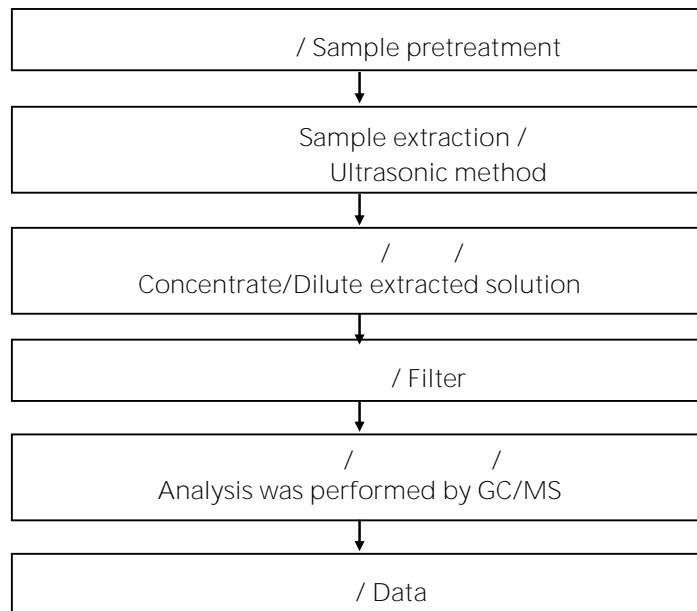 / Sample pretreatment
Sample extraction /
Ultrasonic method
/ /
Concentrate/Dilute extracted solution
/ Filter
/ /
Analysis was performed by GC/MS
/ Data